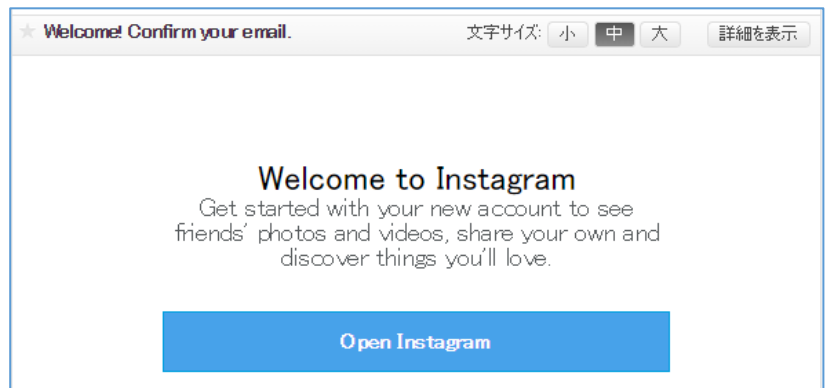 Welcome! Confirm your email. 文字サイズ: 小 中 大 詳細を表示
Welcome to Instagram
Get started with your new account to see
friends' photos and videos, share your own and
discover things you'll love.
Open Instagram